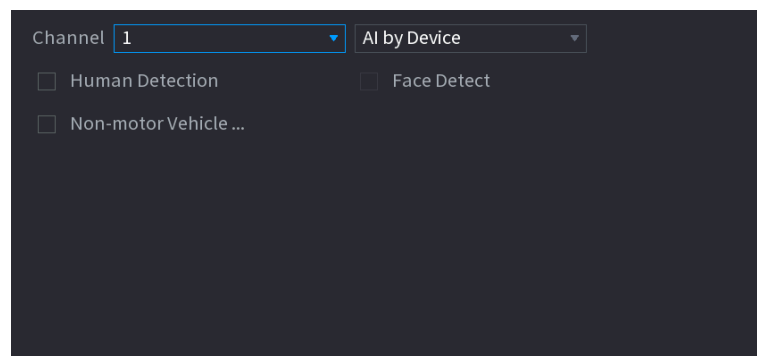 Channel 1 AI by Device
Human Detection Face Detect
Non-motor Vehicle ...